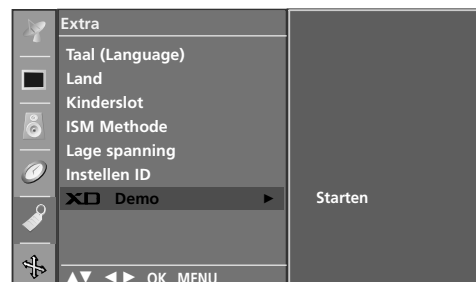 Extra
Taal (Language)
Land
Kinderslot
ISM Methode
Lage spanning
Instellen ID
XD Demo ► Starten
▲▼ ◄► OK MENU